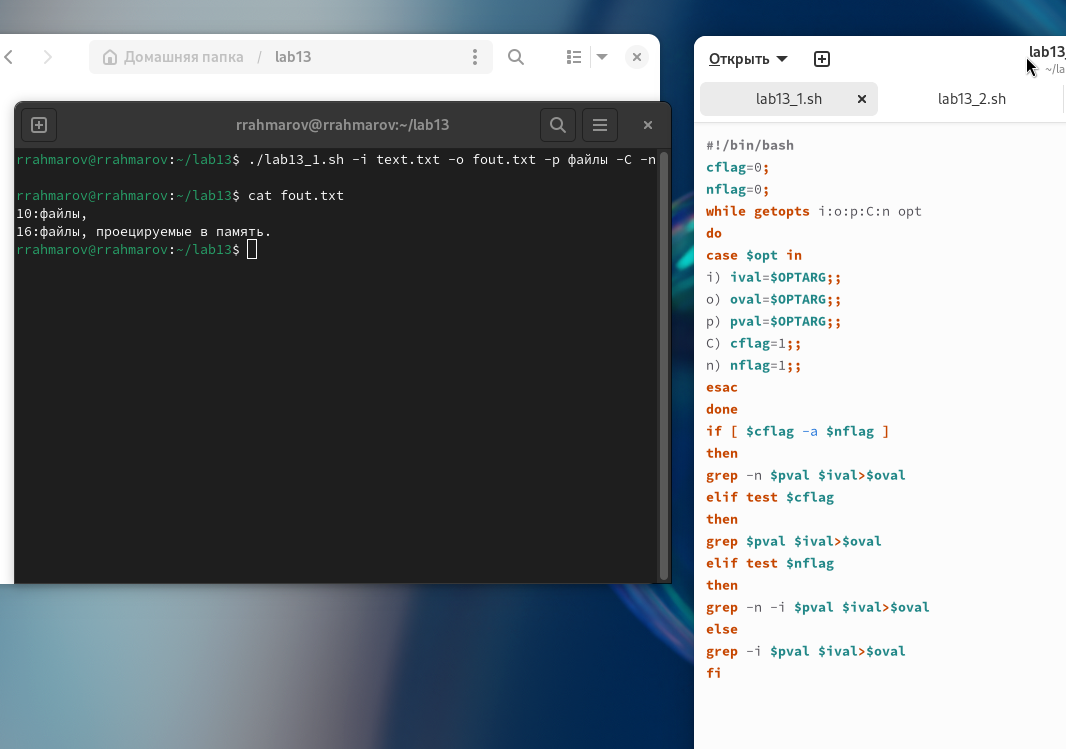 Домашняя папка / lab13
rrahmarov@rrahmarov:~/lab13
rrahmarov@rrahmarov:~/lab13$ ./lab13_1.sh -i text.txt -o fout.txt -p файлы -C -n
rrahmarov@rrahmarov:~/lab13$ cat fout.txt
10:файлы,
16:файлы, проецируемые в память.
rrahmarov@rrahmarov:~/lab13$
Открыть
lab13_
~/la
lab13_1.sh
lab13_2.sh
#!/bin/bash
cflag=0;
nflag=0;
while getopts i:o:p:C:n opt
do
case $opt in
i) ival=$OPTARG;;
o) oval=$OPTARG;;
p) pval=$OPTARG;;
C) cflag=1;;
n) nflag=1;;
esac
done
if [ $cflag -a $nflag ]
then
grep -n $pval $ival>$oval
elif test $cflag
then
grep $pval $ival>$oval
elif test $nflag
then
grep -n -i $pval $ival>$oval
else
grep -i $pval $ival>$oval
fi